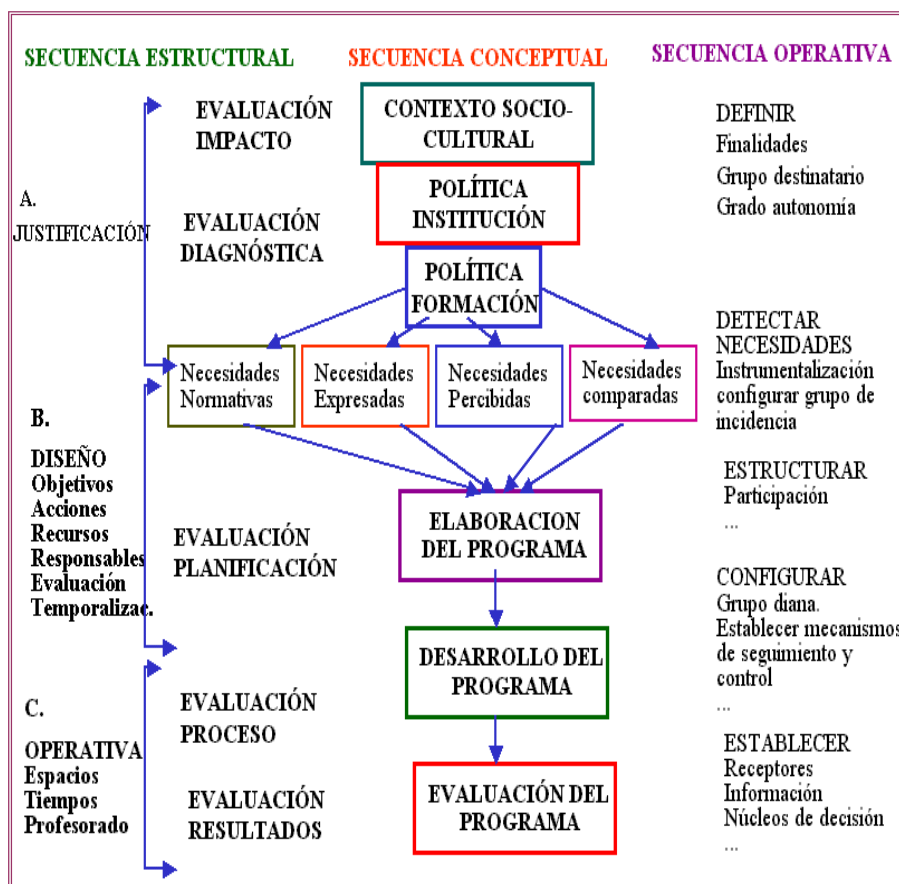 SECUENCIA ESTRUCTURAL
SECUENCIA CONCEPTUAL
SECUENCIA OPERATIVA
A.
JUSTIFICACIÓN
EVALUACIÓN
IMPACTO
EVALUACIÓN
DIAGNÓSTICA
CONTEXTO SOCIO-
CULTURAL
POLÍTICA
INSTITUCIÓN
POLÍTICA
FORMACIÓN
DEFINIR
Finalidades
Grupo destinatario
Grado autonomía
Necesidades
Normativas
Necesidades
Expresadas
Necesidades
Percibidas
Necesidades
comparadas
DETECTAR
NECESIDADES
Instrumentalización
configurar grupo de
incidencia
B.
DISEÑO
Objetivos
Acciones
Recursos
Responsables
Evaluación
Temporalizac.
EVALUACIÓN
PLANIFICACIÓN
ELABORACION
DEL PROGRAMA
ESTRUCTURAR
Participación
...
DESARROLLO DEL
PROGRAMA
CONFIGURAR
Grupo diana.
Establecer mecanismos
de seguimiento y
control
...
C.
OPERATIVA
Espacios
Tiempos
Profesorado
EVALUACIÓN
PROCESO
EVALUACIÓN
RESULTADOS
EVALUACIÓN DEL
PROGRAMA
ESTABLECER
Receptores
Información
Núcleos de decisión
...